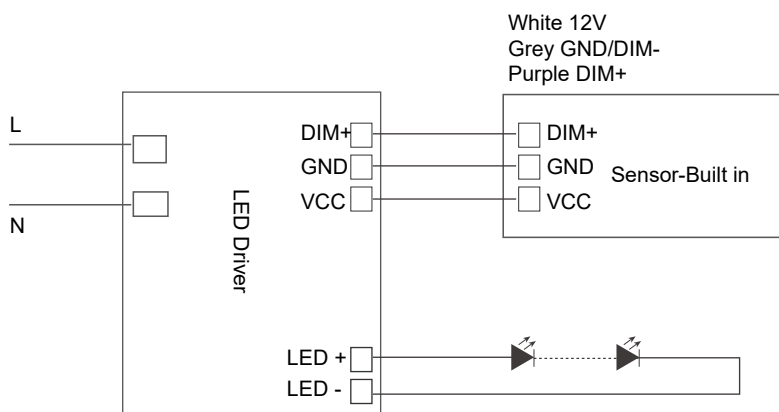 White 12V
Grey GND/DIM-
Purple DIM+
L
N
LED Driver
DIM+
GND
VCC
DIM+
GND
VCC
Sensor-Built in
LED +
LED -